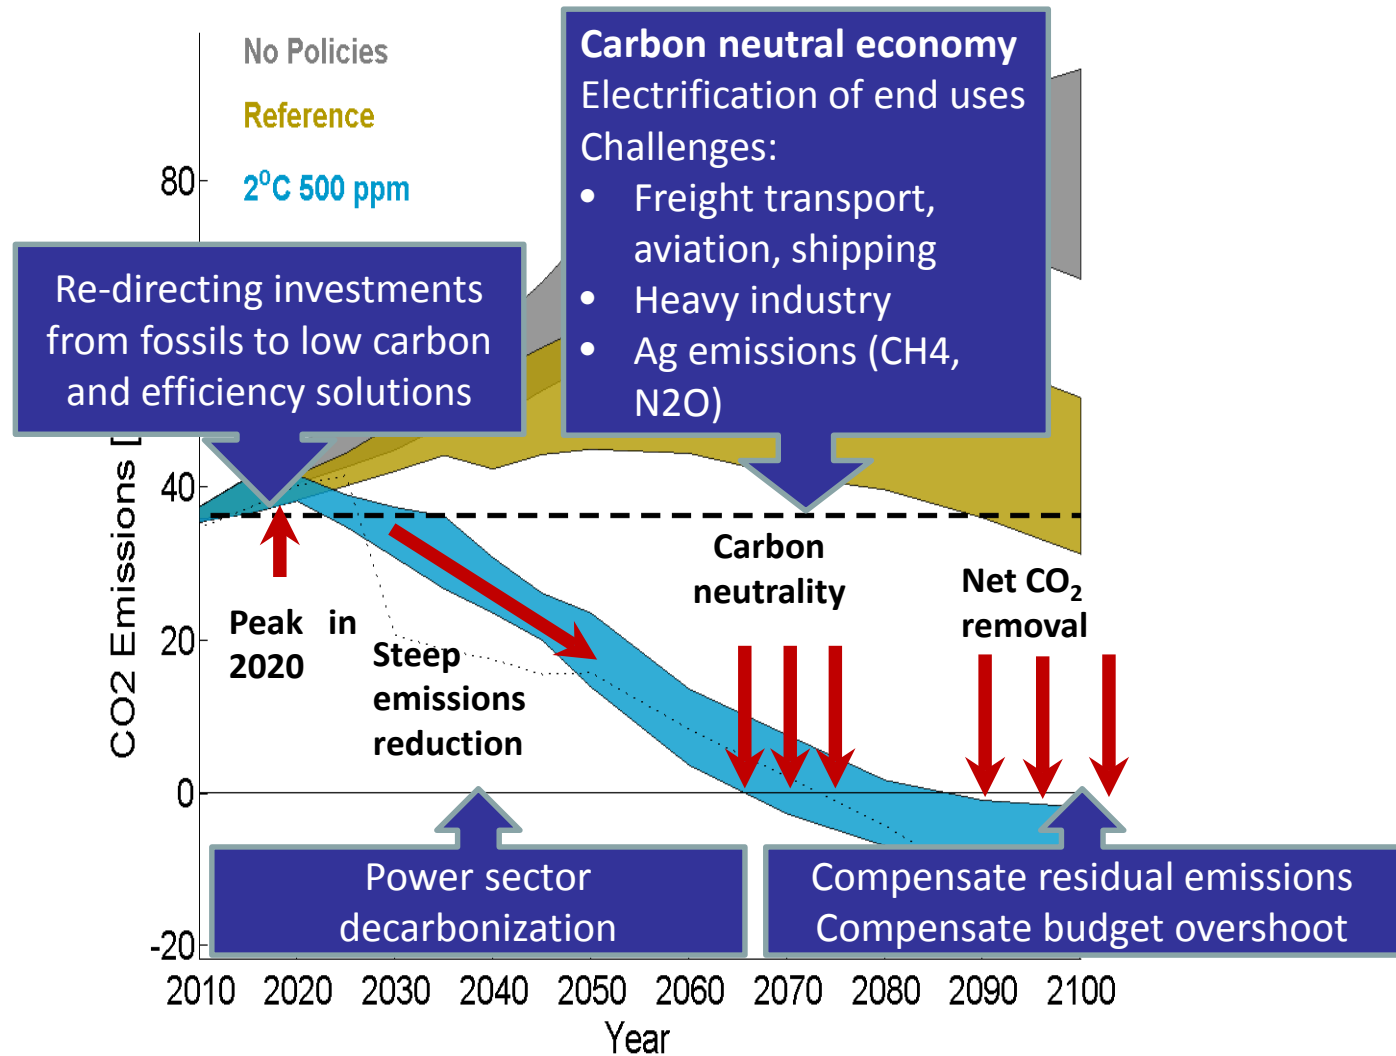 No Policies
Reference
2⁰C 500 ppm
Carbon neutral economy
Electrification of end uses
Challenges:
• Freight transport,
aviation, shipping
• Heavy industry
• Ag emissions (CH4,
N2O)
Re-directing investments
from fossils to low carbon
and efficiency solutions
80
40
20
0
-20
CO2 Emissions [
Peak in
2020
Steep
emissions
reduction
Carbon
neutrality
Net CO₂
removal
Power sector
decarbonization
Compensate residual emissions
Compensate budget overshoot
2010 2020 2030 2040 2050 2060 2070 2080 2090 2100
Year